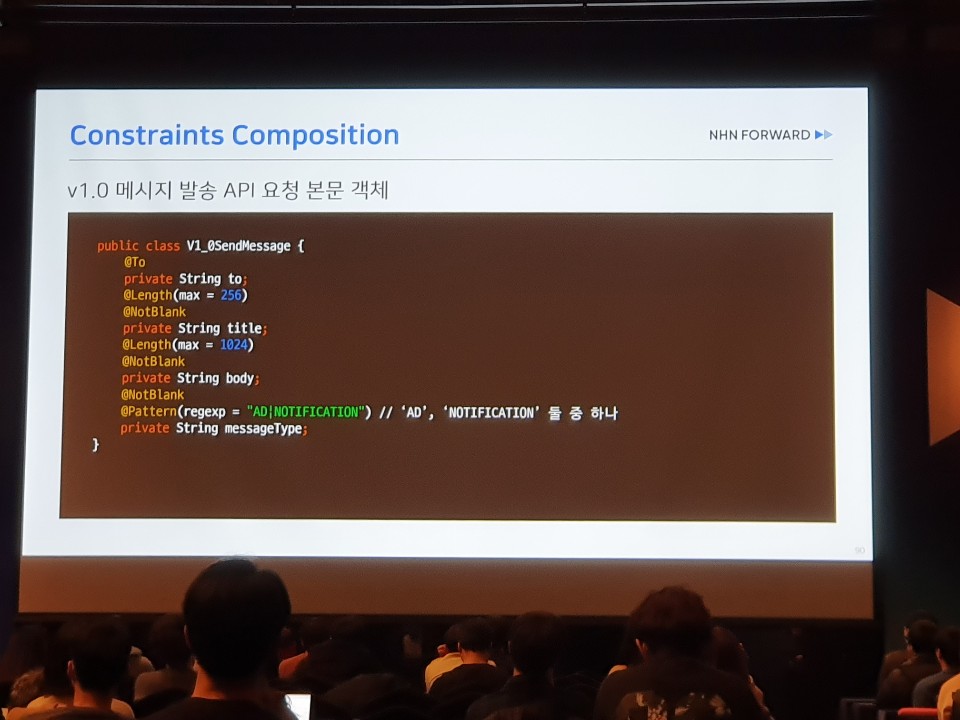 Constraints Composition
NHN FORWARD
v1.0 메시지 발송 API 요청 본문 객체
public class V1_0SendMessage {
@To
private String to;
@Length(max = 256)
@NotBlank
private String title;
@Length(max = 1024)
@NotBlank
private String body;
@NotBlank
@Pattern(regexp = "AD|NOTIFICATION") // ‘AD’, ‘NOTIFICATION’ 둘 중 하나
private String messageType;
}
90